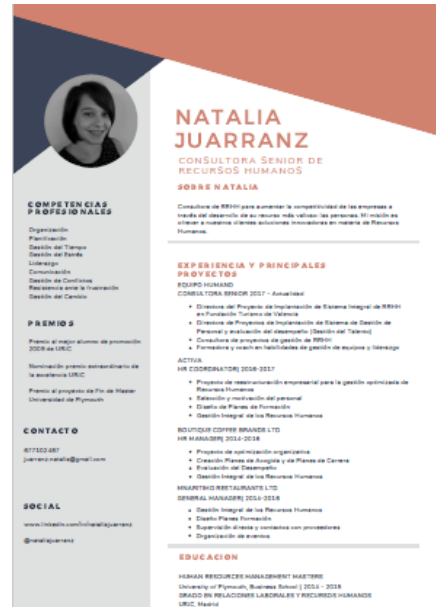 NATALIA
JUARRANZ
CONSULTORA SENIOR DE
RECURSOS HUMANOS
SOBRE NATALIA
Consultora de RRHH para aumentar la competitividad de las empresas a
través del desarrollo de su recurso más valioso: las personas. Mi misión es
ofrecer a nuestros clientes soluciones innovadoras en materia de Recursos
Humanos.
COMPETENCIAS
PROFESIONALES
Organización
Planificación
Gestión del Tiempo
Gestión del Estrés
Liderazgo
Comunicación
Gestión de Conflictos
Resistencia ante la frustración
Gestión del Cambio
PREMIOS
Premio al mejor alumno de promoción
2009 de URJC
Nominación premio extraordinario de
la excelencia URJC
Premio al proyecto de Fin de Master
Universidad de Plymouth
CONTACTO
677102487
juarranz.natalia@gmail.com
SOCIAL
www.linkedin.com/in/nataliajuarranz
@nataliajuarranz
EXPERIENCIA Y PRINCIPALES
PROYECTOS
EQUIPO HUMANO
CONSULTORA SENIOR 2017 - Actualidad
Directora del Proyecto de Implantación de Sistema Integral de RRHH
en Fundación Turismo de Valencia
Directora de Proyectos de Implantación de Sistema de Gestión de
Personal y evaluación del desempeño (Gestión del Talento)
Consultora de proyectos de gestión de RRHH
Formadora y coach en habilidades de gestión de equipos y liderazgo
ACTIVA
HR COORDINATOR| 2016-2017
Proyecto de reestructuración empresarial para la gestión optimizada de
Recursos Humanos
Selección y motivación del personal
Diseño de Planes de Formación
Gestión Integral de los Recursos Humanos
BOUTIQUE COFFEE BRANDS LTD
HR MANAGER| 2014-2016
Proyecto de optimización organizativa
Creación Planes de Acogida y de Planes de Carrera
Evaluación del Desempeño
Gestión Integral de los Recursos Humanos
MNARITIMO RESTAURANTS LTD
GENERAL MANAGER| 2014-2016
Gestión Integral de los Recursos Humanos
Diseño Planes Formación
Supervisión directa y contactos con proveedores
Organización de eventos
EDUCACIÓN
HUMAN RESOURCES MANAGEMENT MASTERS
University of Plymouth, Business School | 2014 - 2015
GRADO EN RELACIONES LABORALES Y RECURSOS HUMANOS
URJC, Madrid